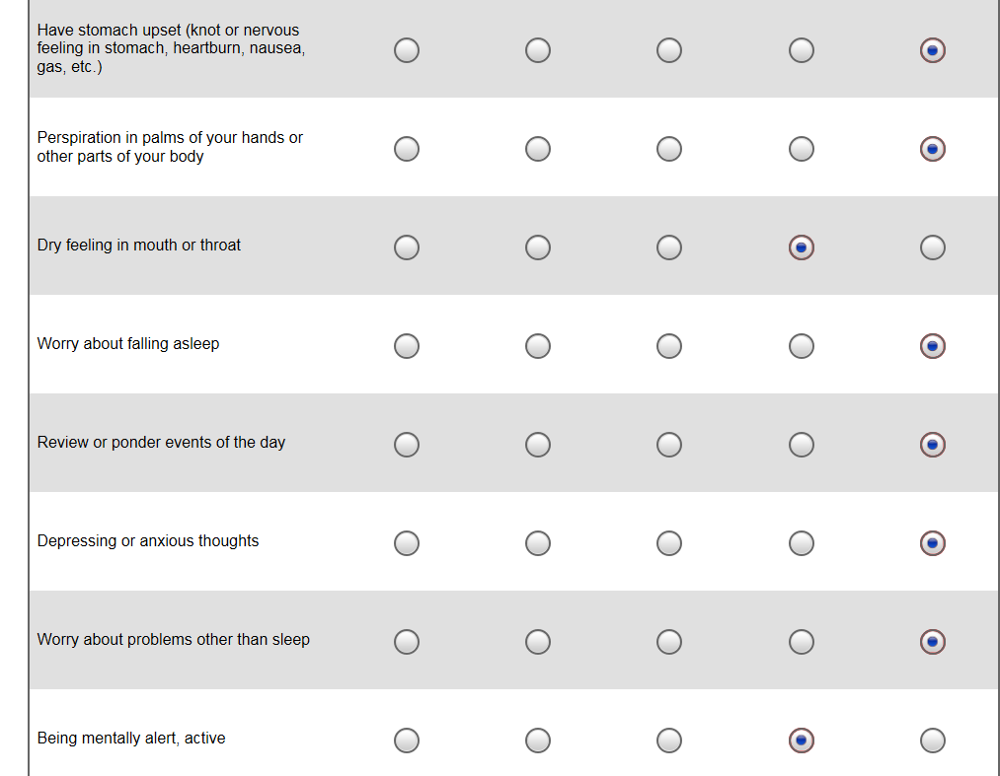 Have stomach upset (knot or nervous
feeling in stomach, heartburn, nausea,
gas, etc.)
Perspiration in palms of your hands or
other parts of your body
Dry feeling in mouth or throat
Worry about falling asleep
Review or ponder events of the day
Depressing or anxious thoughts
Worry about problems other than sleep
Being mentally alert, active